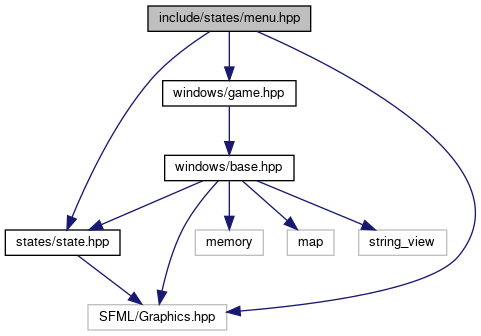 include/states/menu.hpp
windows/game.hpp
windows/base.hpp
states/state.hpp
memory
map
string_view
SFML/Graphics.hpp